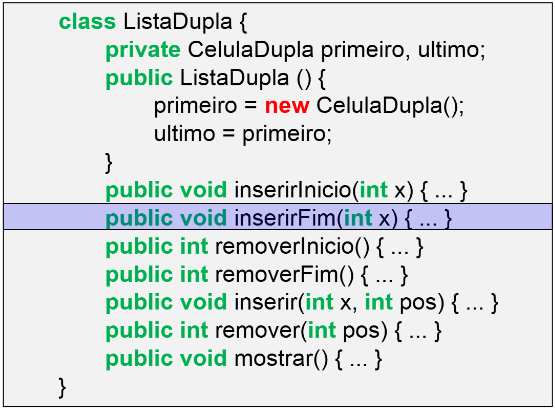 class ListaDupla {
private CelulaDupla primeiro, ultimo;
public ListaDupla () {
primeiro = new CelulaDupla();
ultimo = primeiro;
}
public void inserirInicio(int x) { ... }
public void inserirFim(int x) { ... }
public int removerInicio() { ... }
public int removerFim() { ... }
public void inserir(int x, int pos) { ... }
public int remover(int pos) { ... }
public void mostrar() { ... }
}